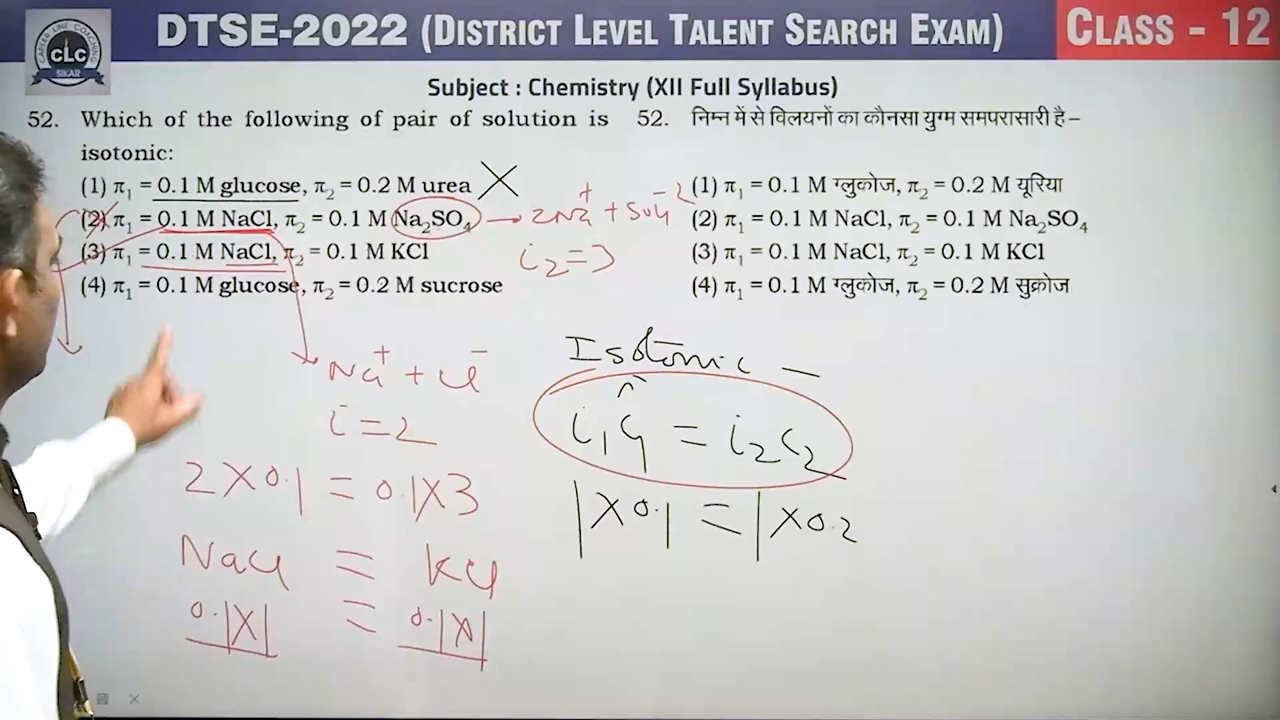 CAREER LINE COACHING
CLC
SIKAR
DTSE-2022 (DISTRICT LEVEL TALENT SEARCH EXAM)
CLASS - 12
Subject : Chemistry (XII Full Syllabus)
52. Which of the following of pair of solution is
isotonic:
(1) π₁ = 0.1 M glucose, π₂ = 0.2 M urea
(2) π₁ = 0.1 M NaCl, π₂ = 0.1 M Na₂SO₄
(3) π₁ = 0.1 M NaCl, π₂ = 0.1 M KCl
(4) π₁ = 0.1 M glucose, π₂ = 0.2 M sucrose
52. निम्न में से विलयनों का कौनसा युग्म समपरासारी है –
(1) π₁ = 0.1 M ग्लुकोज, π₂ = 0.2 M यूरिया
(2) π₁ = 0.1 M NaCl, π₂ = 0.1 M Na₂SO₄
(3) π₁ = 0.1 M NaCl, π₂ = 0.1 M KCl
(4) π₁ = 0.1 M ग्लुकोज, π₂ = 0.2 M सुक्रोज
→ 2Na⁺ + SO₄⁻²
i₂ = 3
Na⁺ + Cl⁻
i = 2
2 X 0.1 = 0.1 X 3
NaCl = KCl
0.1 X 1 = 0.1 X 1
Isotonic —
i₁C₁ = i₂C₂
1 X 0.1 = 1 X 0.2